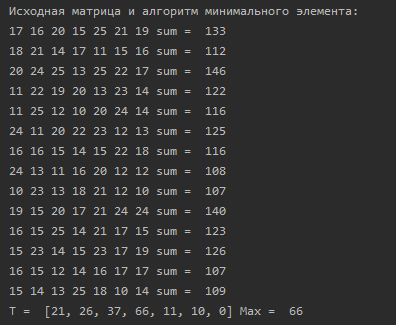 Исходная матрица и алгоритм минимального элемента:
17 16 20 15 25 21 19 sum =  133
18 21 14 17 11 15 16 sum =  112
20 24 25 13 25 22 17 sum =  146
11 22 19 20 13 23 14 sum =  122
11 25 12 10 20 24 14 sum =  116
24 11 20 22 23 12 13 sum =  125
16 16 15 14 15 22 18 sum =  116
24 13 11 16 20 12 12 sum =  108
10 23 13 18 21 12 10 sum =  107
19 15 20 17 21 24 24 sum =  140
16 15 25 14 21 17 15 sum =  123
15 23 14 15 23 17 19 sum =  126
16 15 12 14 16 17 17 sum =  107
15 14 13 25 18 10 14 sum =  109
T =  [21, 26, 37, 66, 11, 10, 0] Max =  66